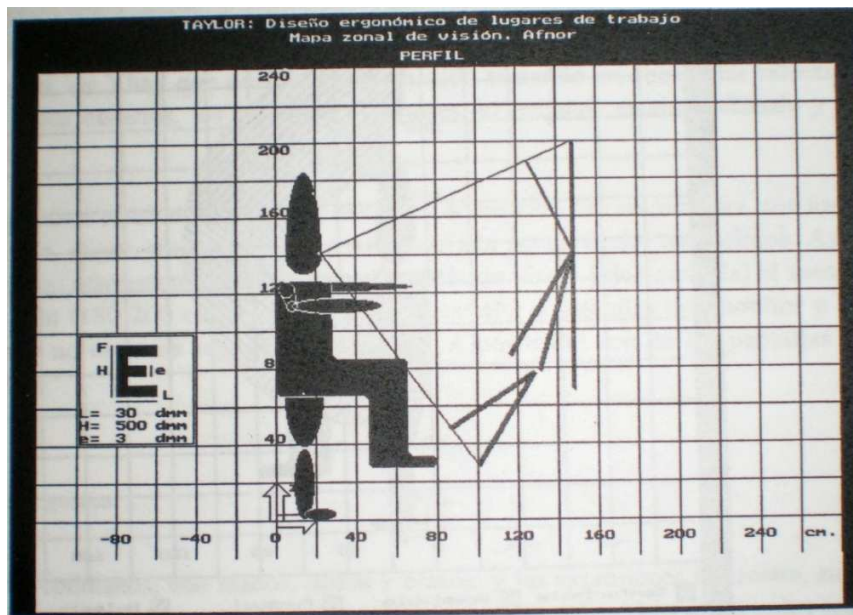 TAYLOR: Diseño ergonómico de lugares de trabajo
Mapa zonal de visión. Afnor
PERFIL
240
200
160
120
80
40
F
H
e
L
L= 30 dmm
H= 500 dmm
e= 3 dmm
-80 -40 0 40 80 120 160 200 240 CM.